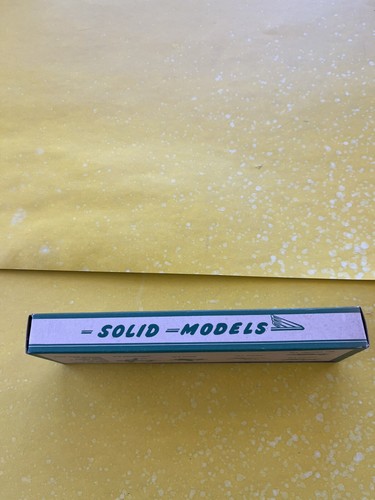 - SOLID - MODELS